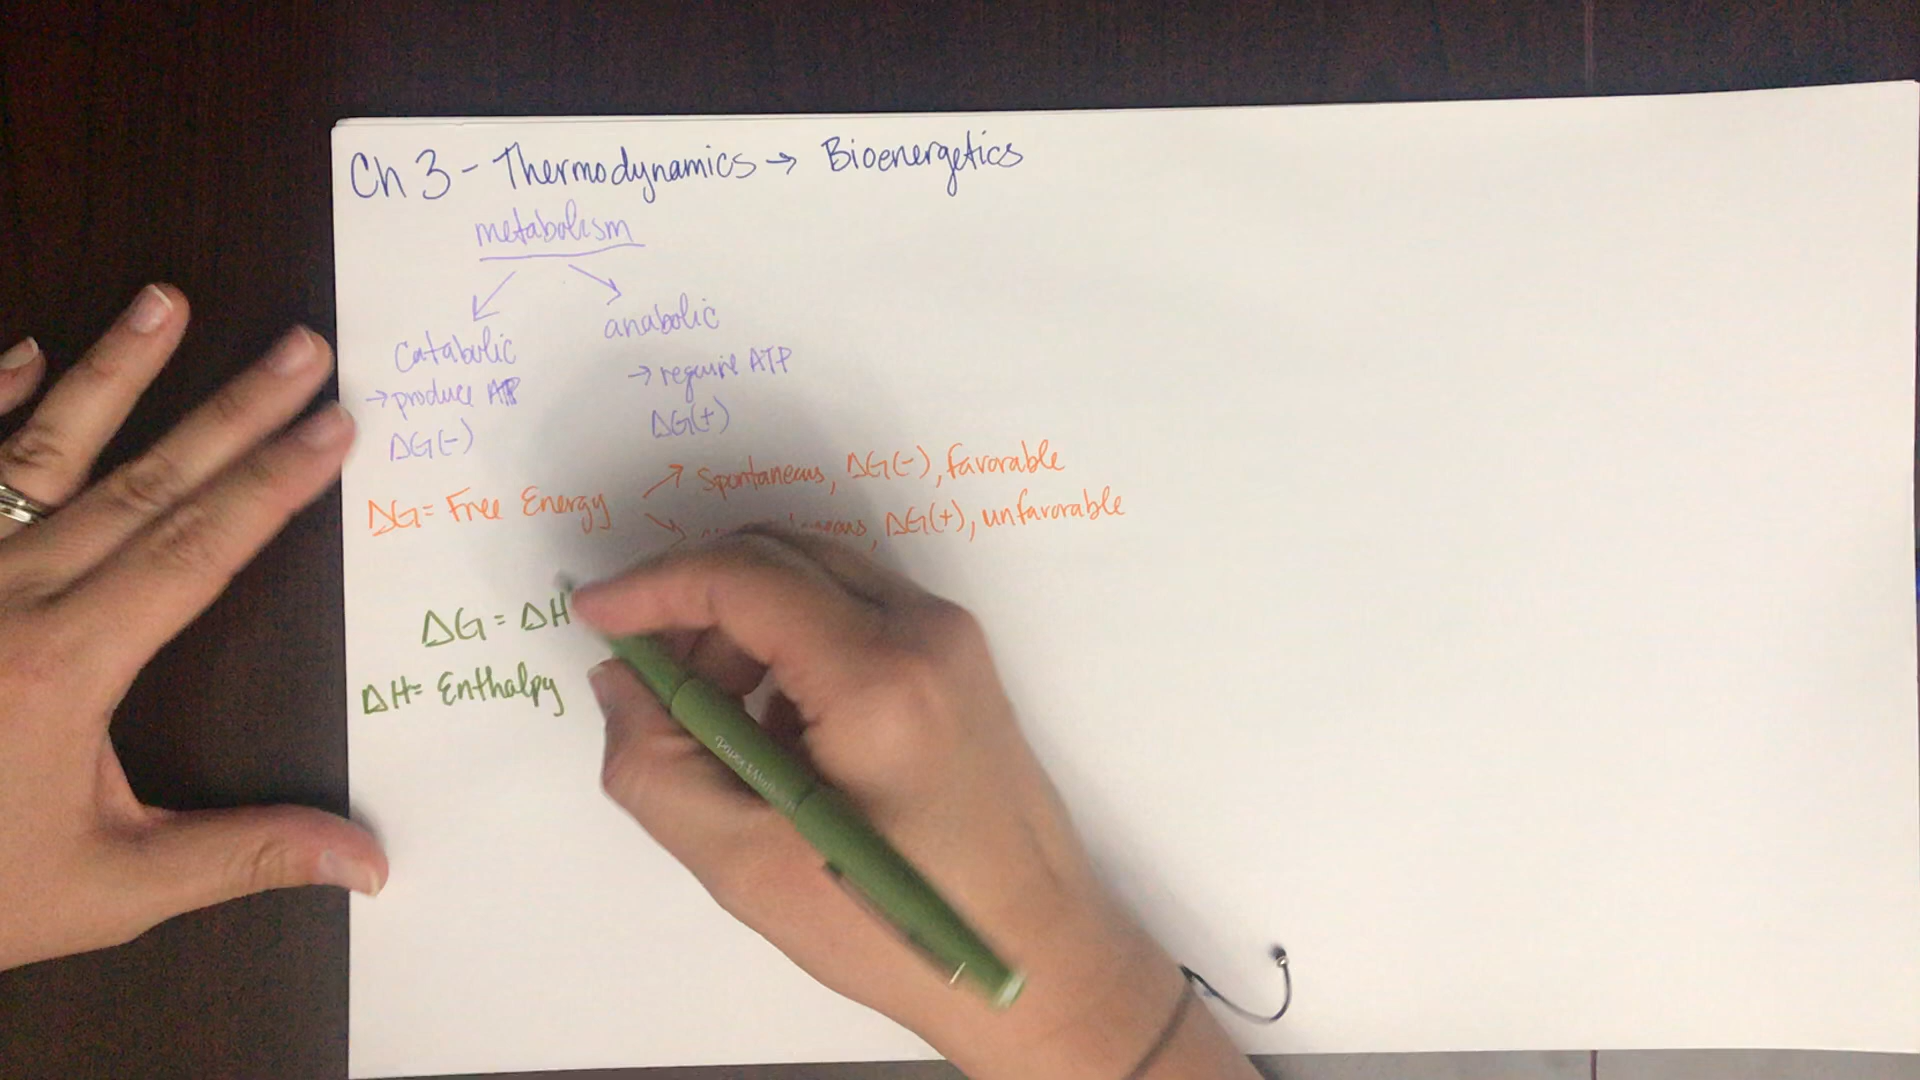 Ch 3 - Thermodynamics → Bioenergetics
metabolism
Catabolic
→ produce ATP
ΔG(-)
anabolic
→ require ATP
ΔG(+)
ΔG = Free Energy
↗ Spontaneous, ΔG(-), favorable
↘ ΔG(+), unfavorable
ΔG = ΔH
ΔH = Enthalpy